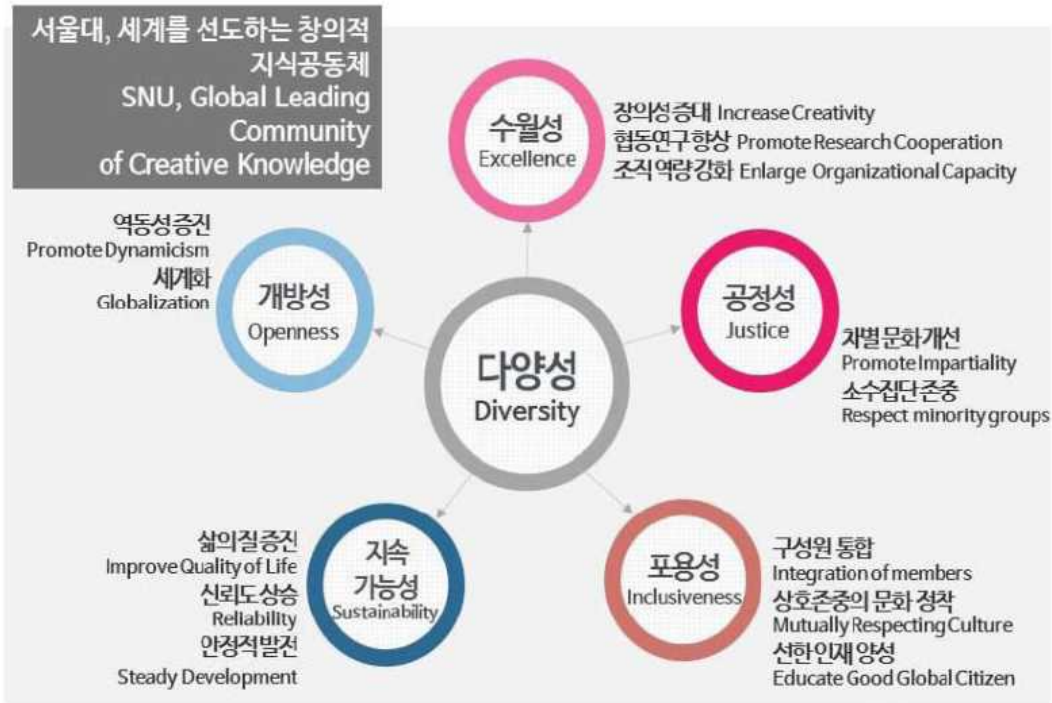 서울대, 세계를 선도하는 창의적
지식공동체
SNU, Global Leading
Community
of Creative Knowledge
수월성
Excellence
창의성 증대 Increase Creativity
협동연구 향상 Promote Research Cooperation
조직 역량 강화 Enlarge Organizational Capacity
역동성 증진
Promote Dynamicism
세계화
Globalization
개방성
Openness
공정성
Justice
차별 문화 개선
Promote Impartiality
소수집단 존중
Respect minority groups
다양성
Diversity
삶의 질 증진
Improve Quality of Life
신뢰도 상승
Reliability
안정적 발전
Steady Development
지속
가능성
Sustainability
포용성
Inclusiveness
구성원 통합
Integration of members
상호존중의 문화 정착
Mutually Respecting Culture
선한 인재 양성
Educate Good Global Citizen